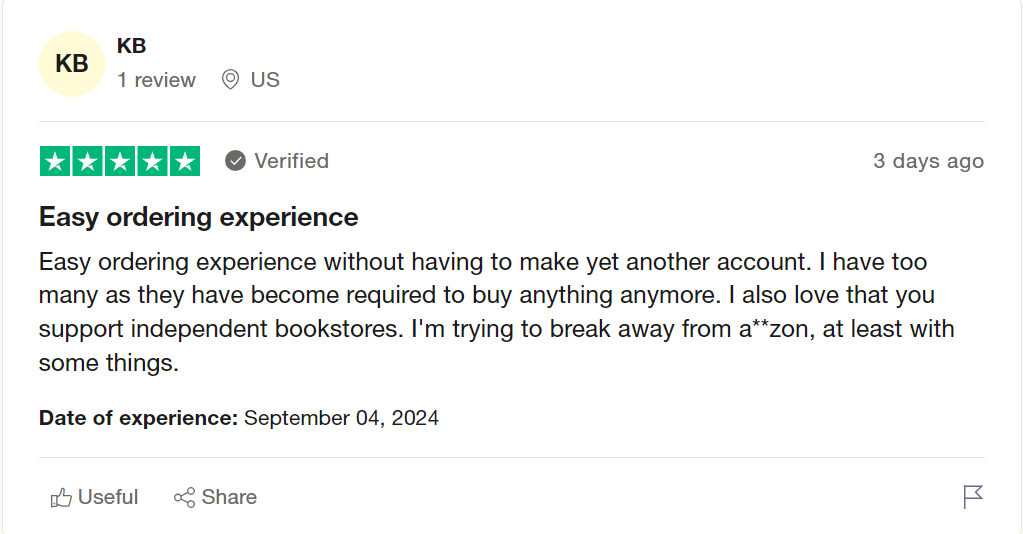 KB
KB
1 review US
Verified 3 days ago
Easy ordering experience
Easy ordering experience without having to make yet another account. I have too
many as they have become required to buy anything anymore. I also love that you
support independent bookstores. I'm trying to break away from a**zon, at least with
some things.
Date of experience: September 04, 2024
Useful Share